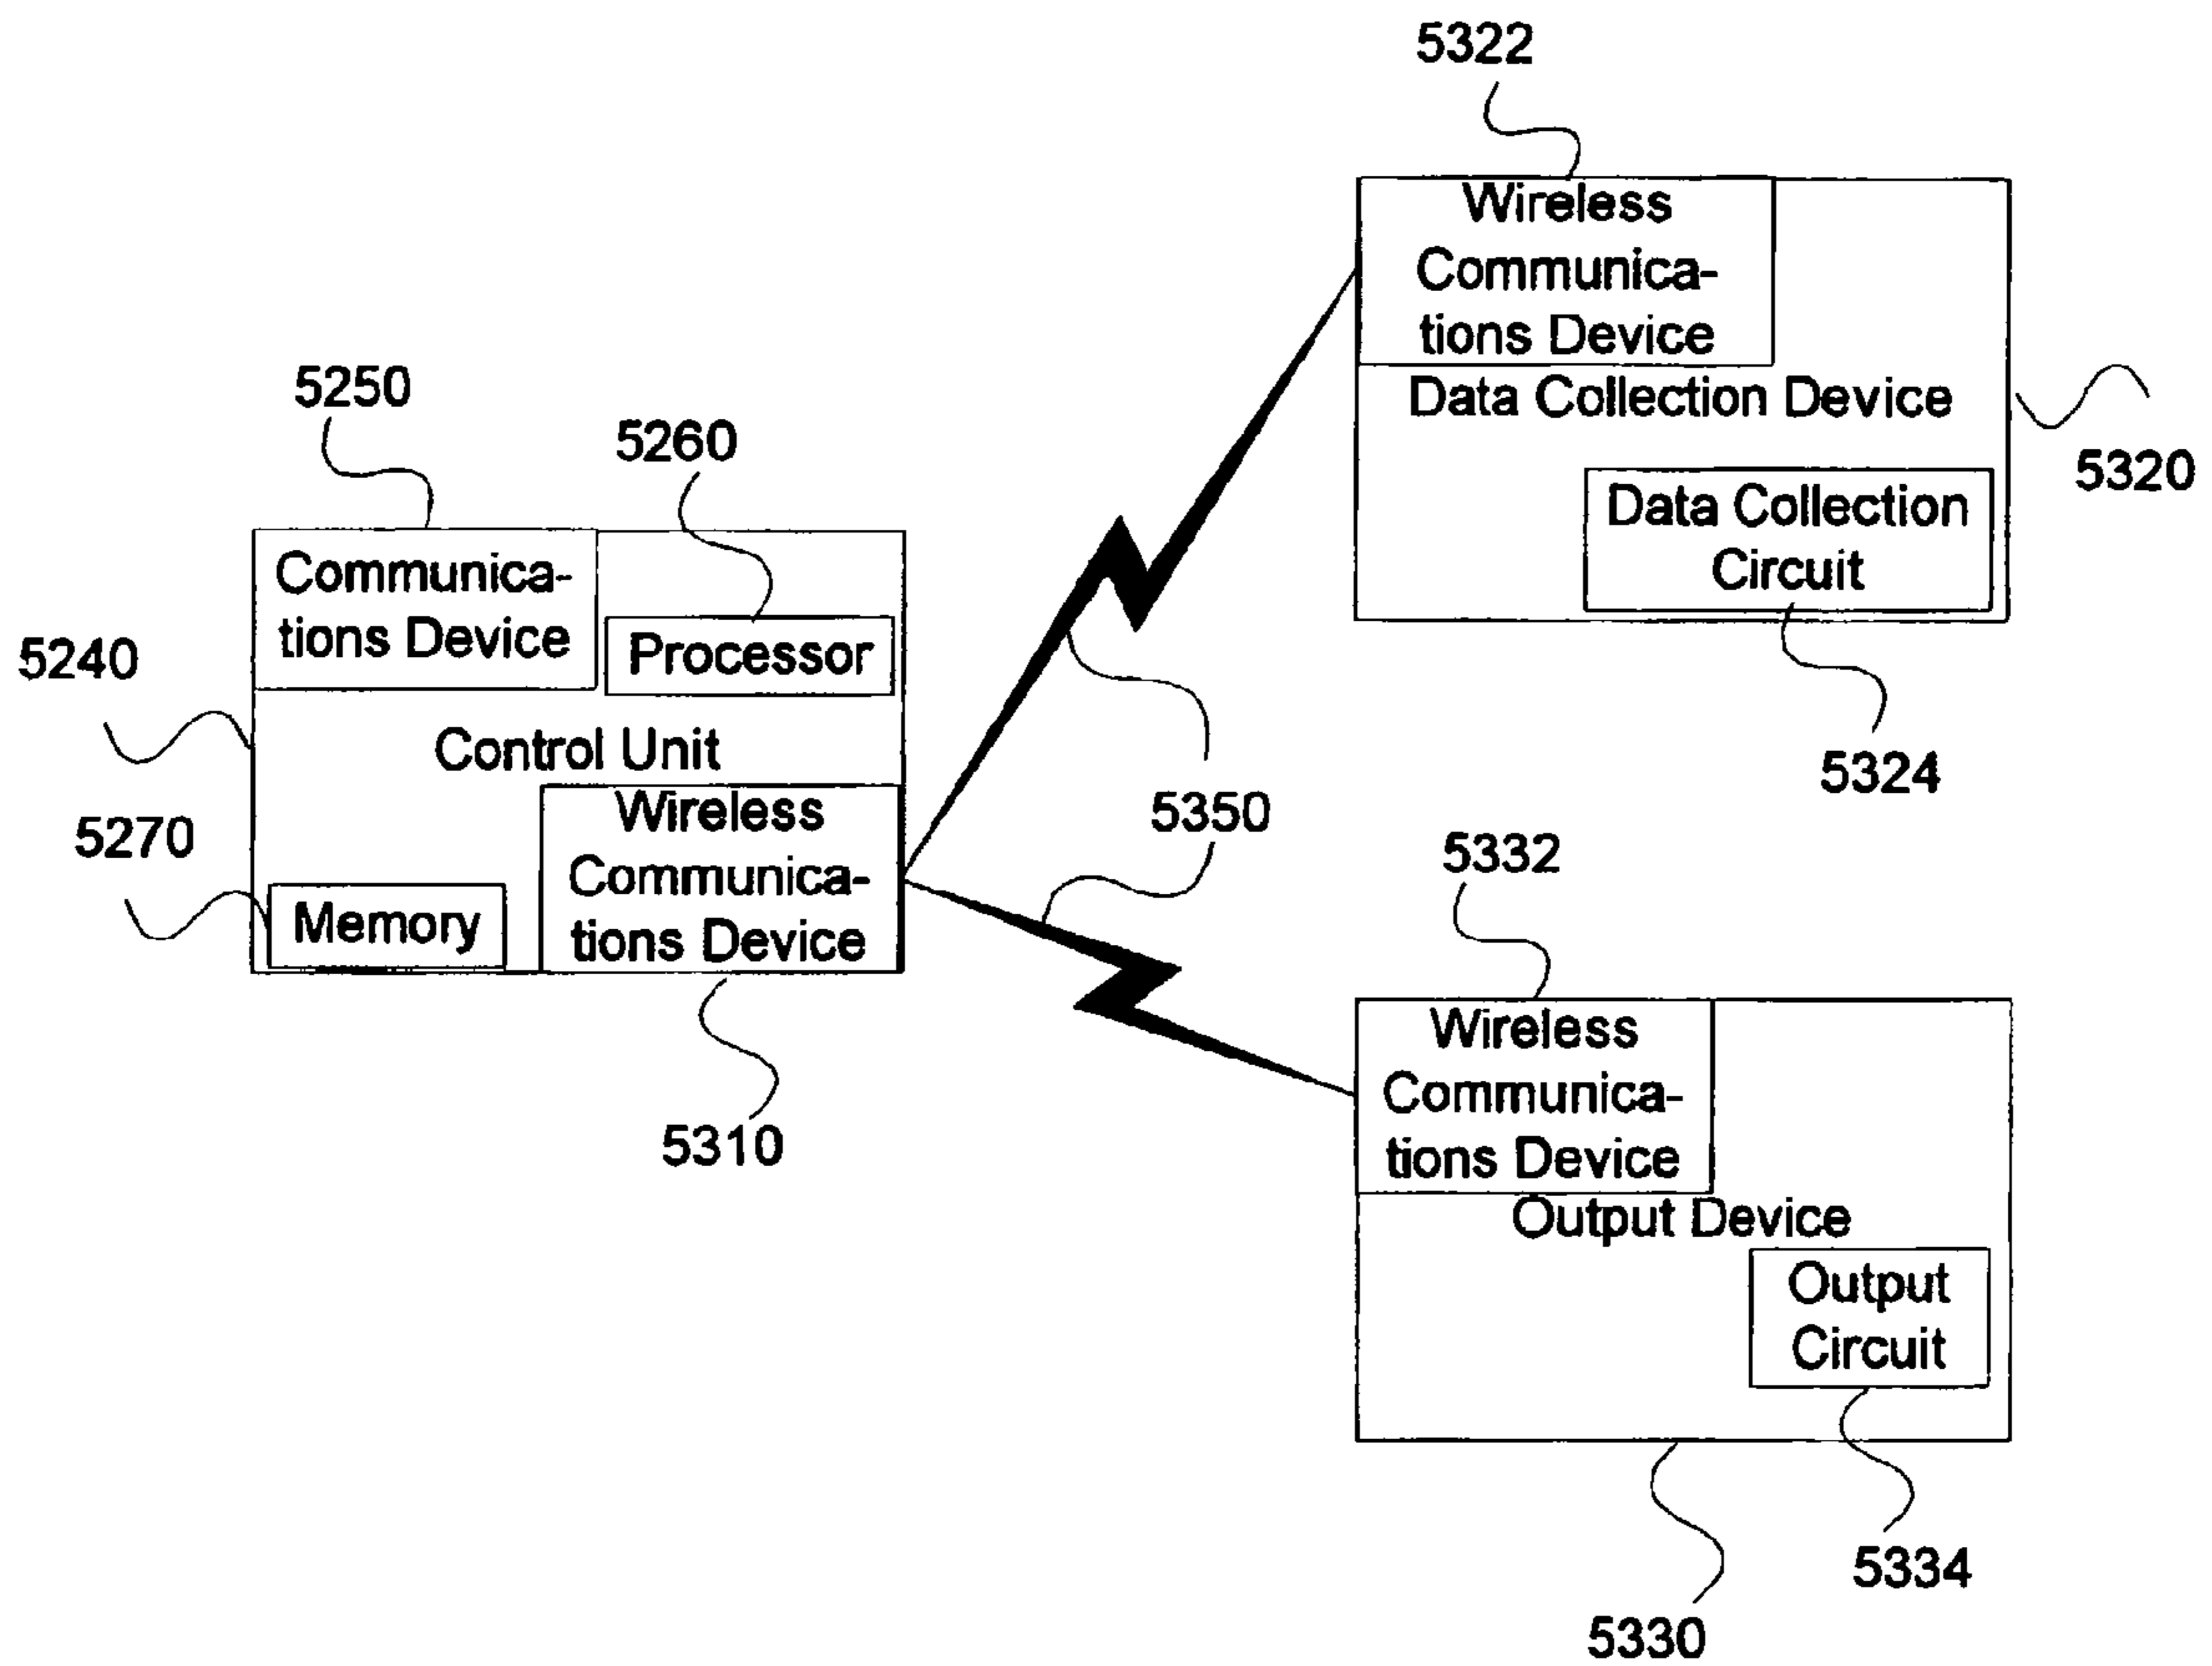 5322
Wireless
Communica-
tions Device
Data Collection Device
5320
Data Collection
Circuit
5324
5250
5260
Communica-
tions Device
Processor
5240
Control Unit
5270
Wireless
Communica-
tions Device
Memory
5310
5350
5332
Wireless
Communica-
tions Device
Output Device
Output
Circuit
5334
5330